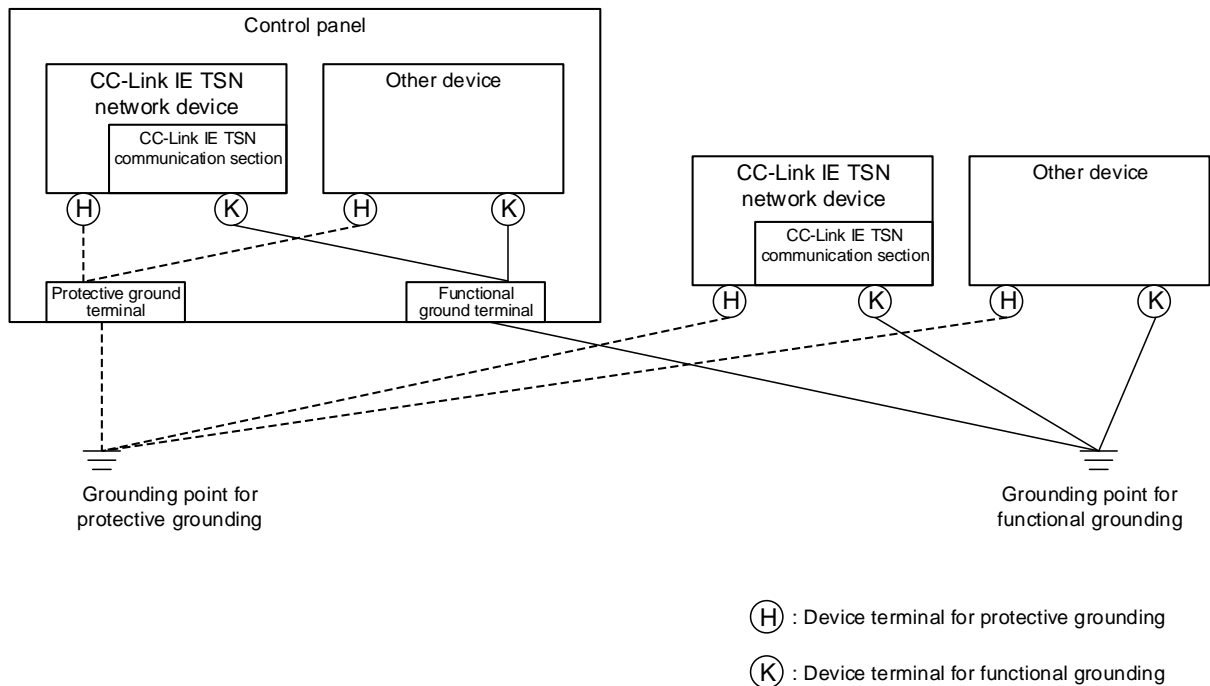 Control panel
CC-Link IE TSN
network device
CC-Link IE TSN
communication section
Other device
H
K
H
K
Protective ground
terminal
Functional
ground terminal
CC-Link IE TSN
network device
CC-Link IE TSN
communication section
Other device
H
K
H
K
Grounding point for
protective grounding
Grounding point for
functional grounding
H : Device terminal for protective grounding
K : Device terminal for functional grounding